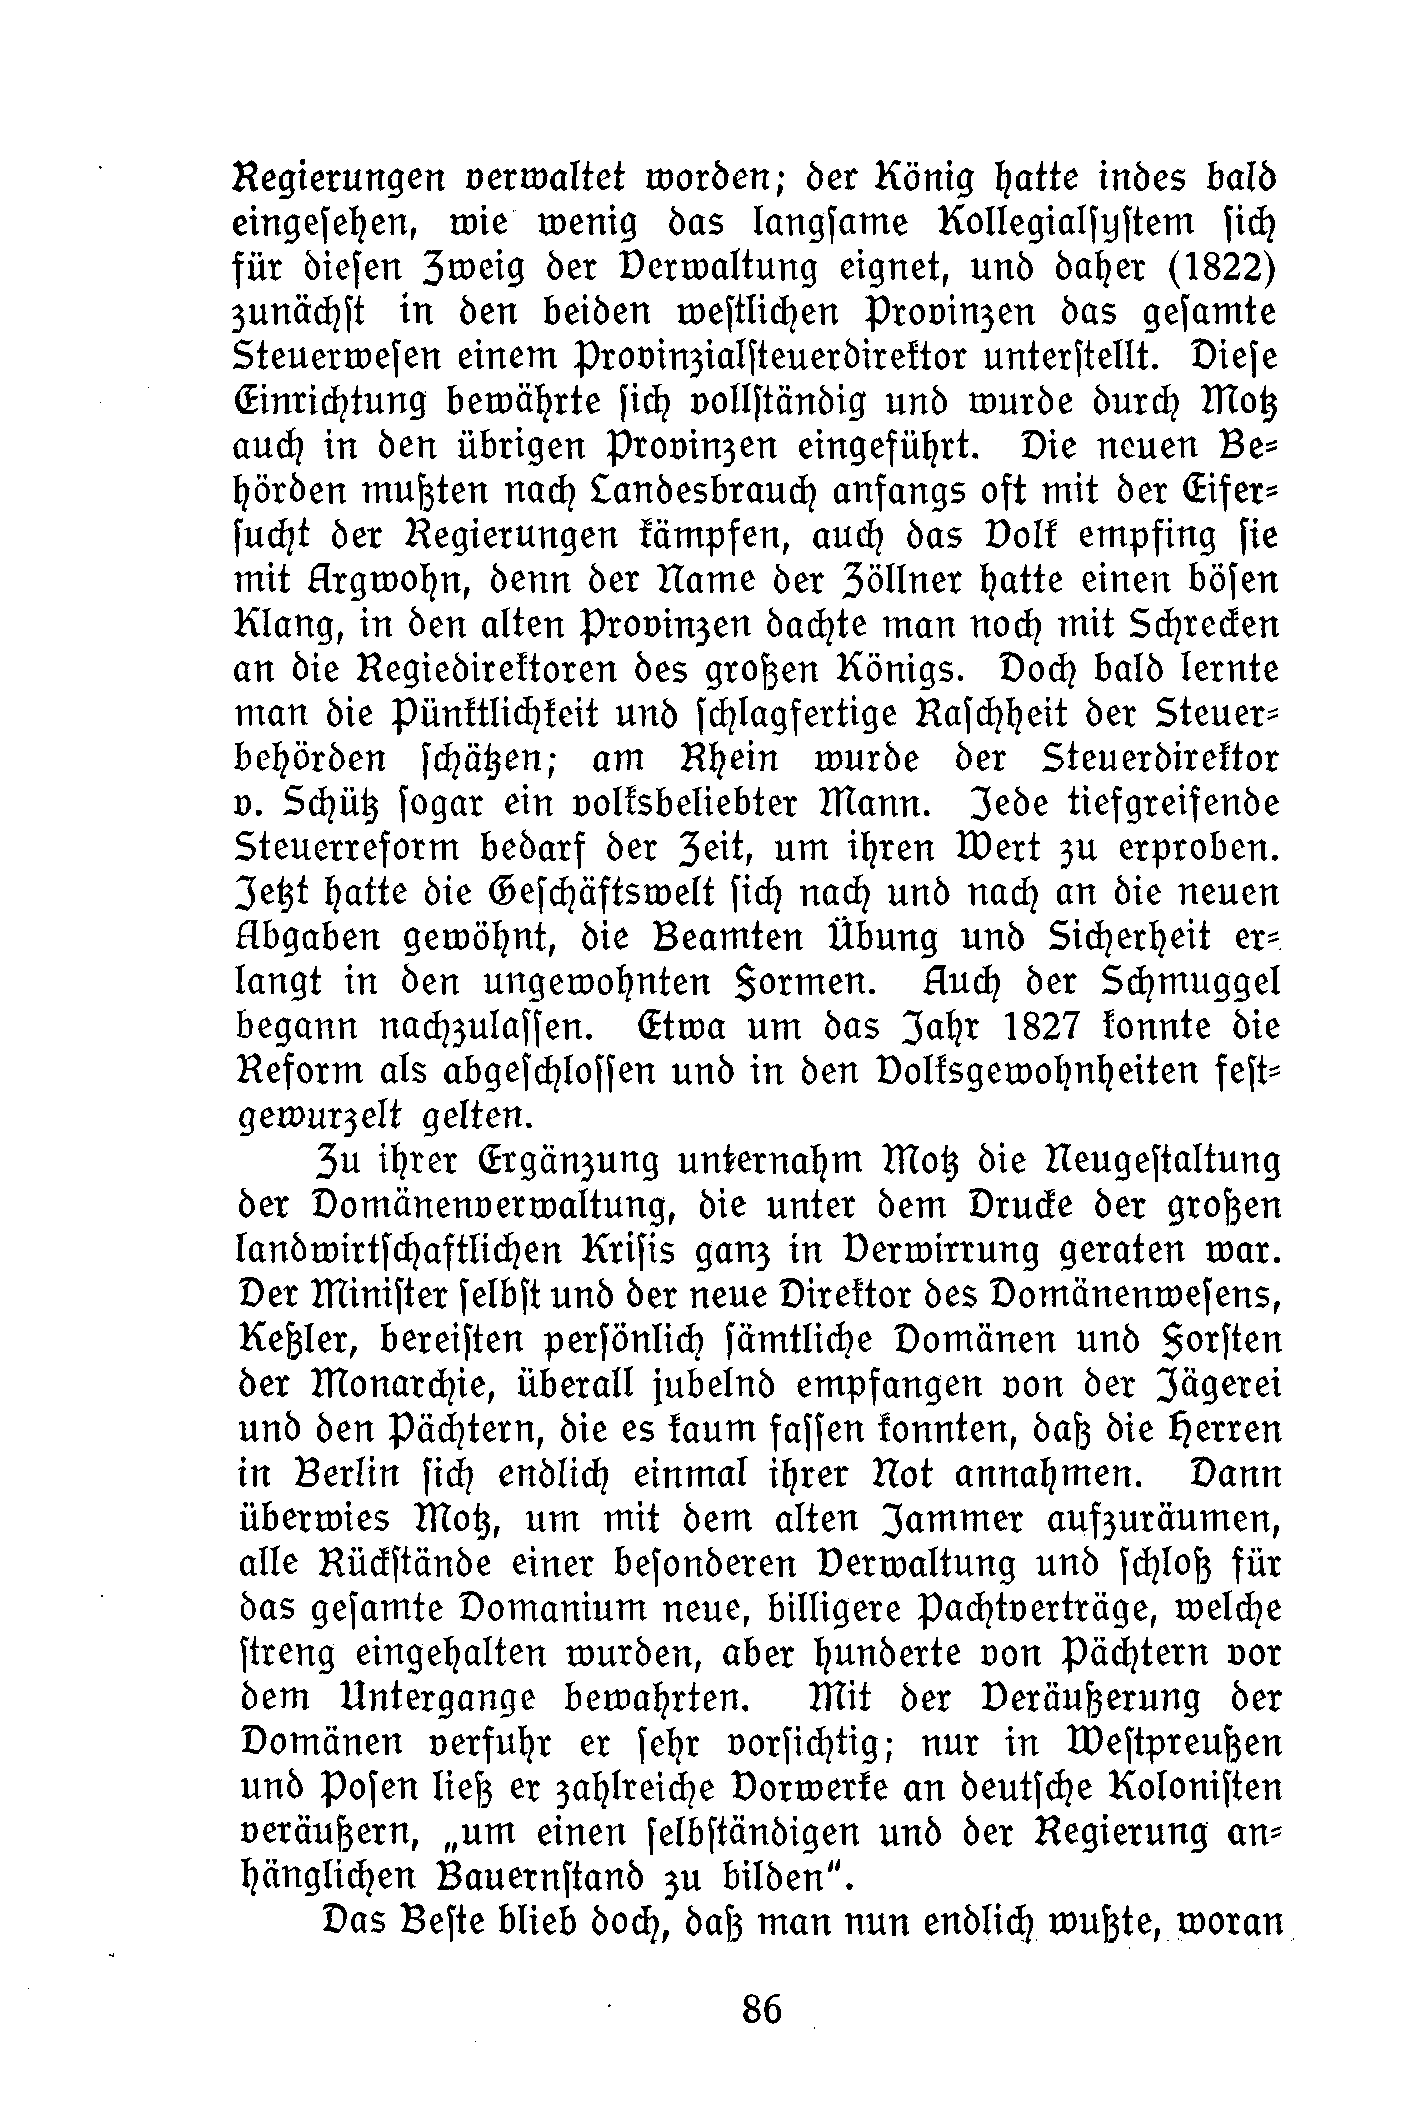 Regierungen verwaltet worden; der König hatte indes bald
eingeſehen, wie wenig das langſame Kollegialſyſtem ſich
für dieſen Zweig der Verwaltung eignet, und daher (1822)
zunächſt in den beiden weſtlichen Provinzen das geſamte
Steuerweſen einem Provinzialſteuerdirektor unterſtellt. Dieſe
Einrichtung bewährte ſich vollſtändig und wurde durch Motz
auch in den übrigen Provinzen eingeführt. Die neuen Be⸗
hörden mußten nach Landesbrauch anfangs oft mit der Eifer⸗
ſucht der Regierungen kämpfen, auch das Volk empfing ſie
mit Argwohn, denn der Name der Zöllner hatte einen böſen
Klang, in den alten Provinzen dachte man noch mit Schrecken
an die Regiedirektoren des großen Königs. Doch bald lernte
man die Pünktlichkeit und ſchlagfertige Raſchheit der Steuer⸗
behörden ſchätzen; am Rhein wurde der Steuerdirektor
v. Schütz ſogar ein volksbeliebter Mann. Jede tiefgreifende
Steuerreform bedarf der Zeit, um ihren Wert zu erproben.
Jetzt hatte die Geſchäftswelt ſich nach und nach an die neuen
Abgaben gewöhnt, die Beamten Übung und Sicherheit er⸗
langt in den ungewohnten Formen. Auch der Schmuggel
begann nachzulaſſen. Etwa um das Jahr 1827 konnte die
Reform als abgeſchloſſen und in den Volksgewohnheiten feſt⸗
gewurzelt gelten.
Zu ihrer Ergänzung unternahm Motz die Neugeſtaltung
der Domänenverwaltung, die unter dem Drucke der großen
landwirtſchaftlichen Kriſis ganz in Verwirrung geraten war.
Der Miniſter ſelbſt und der neue Direktor des Domänenweſens,
Keßler, bereiſten perſönlich ſämtliche Domänen und Forſten
der Monarchie, überall jubelnd empfangen von der Jägerei
und den Pächtern, die es kaum faſſen konnten, daß die Herren
in Berlin ſich endlich einmal ihrer Not annahmen. Dann
überwies Motz, um mit dem alten Jammer aufzuräumen,
alle Rückſtände einer beſonderen Verwaltung und ſchloß für
das geſamte Domanium neue, billigere Pachtverträge, welche
ſtreng eingehalten wurden, aber hunderte von Pächtern vor
dem Untergange bewahrten. Mit der Veräußerung der
Domänen verfuhr er ſehr vorſichtig; nur in Weſtpreußen
und Poſen ließ er zahlreiche Vorwerke an deutſche Koloniſten
veräußern, „um einen ſelbſtändigen und der Regierung an⸗
hänglichen Bauernſtand zu bilden“.
Das Beſte blieb doch, daß man nun endlich wußte, woran
86